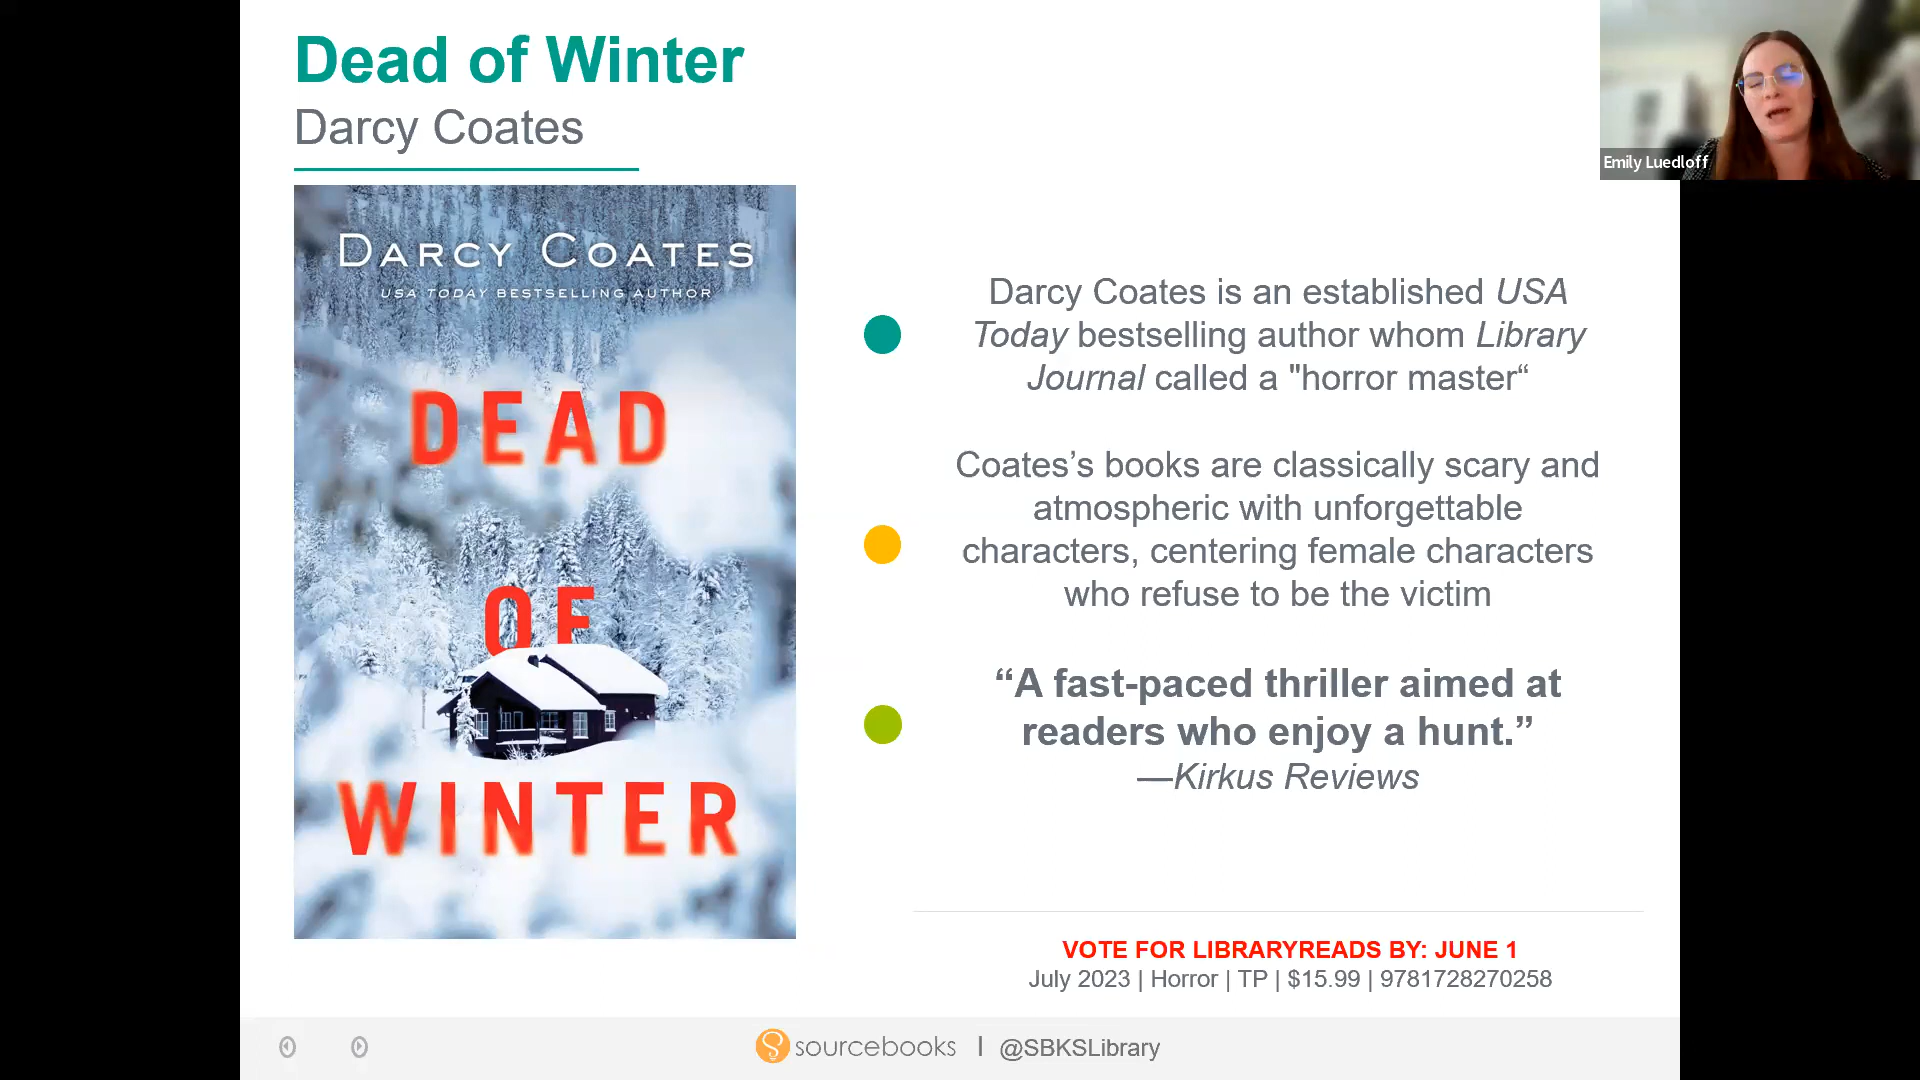 Dead of Winter
Darcy Coates
DARCY COATES
USA TODAY BESTSELLING AUTHOR
DEAD
OF
WINTER
Darcy Coates is an established USA
Today bestselling author whom Library
Journal called a "horror master“
Coates’s books are classically scary and
atmospheric with unforgettable
characters, centering female characters
who refuse to be the victim
“A fast-paced thriller aimed at
readers who enjoy a hunt.”
—Kirkus Reviews
VOTE FOR LIBRARYREADS BY: JUNE 1
July 2023 | Horror | TP | $15.99 | 9781728270258
sourcebooks | @SBKSLibrary
Emily Luedloff